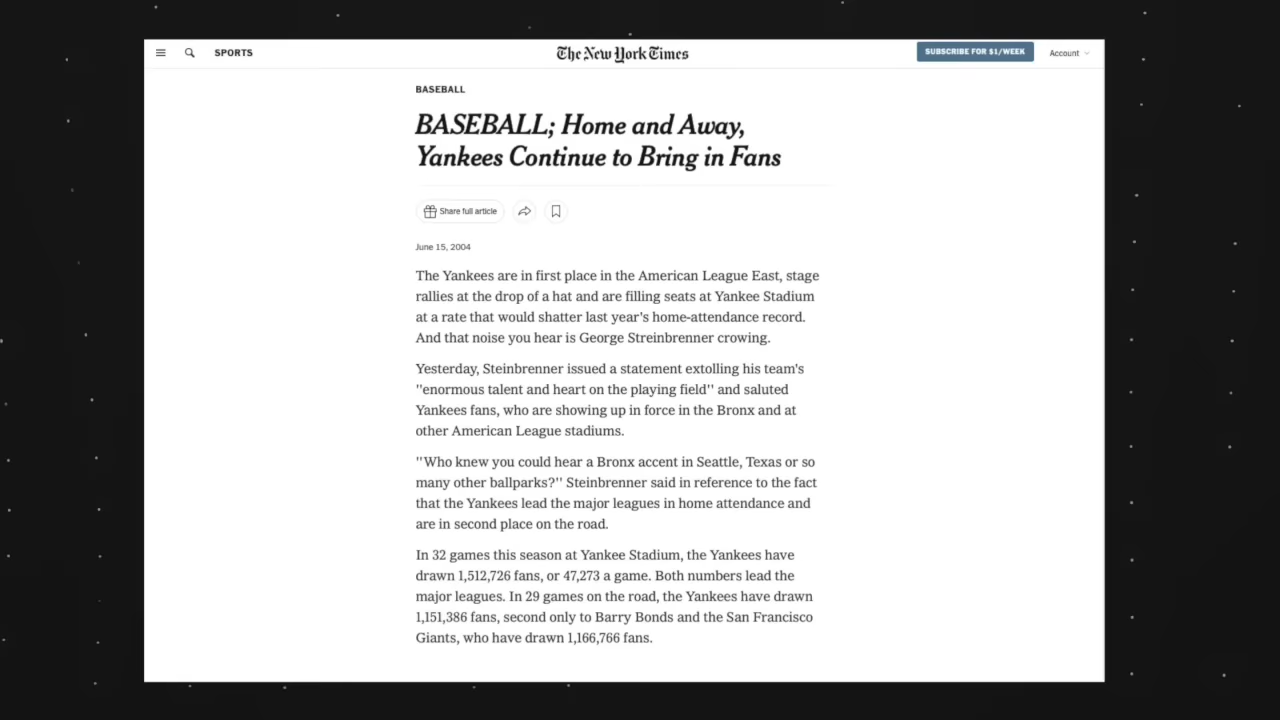 SPORTS
The New York Times
SUBSCRIBE FOR $1/WEEK
Account
BASEBALL
BASEBALL; Home and Away,
Yankees Continue to Bring in Fans
Share full article
June 15, 2004
The Yankees are in first place in the American League East, stage
rallies at the drop of a hat and are filling seats at Yankee Stadium
at a rate that would shatter last year's home-attendance record.
And that noise you hear is George Streinbrenner crowing.
Yesterday, Steinbrenner issued a statement extolling his team's
''enormous talent and heart on the playing field'' and saluted
Yankees fans, who are showing up in force in the Bronx and at
other American League stadiums.
''Who knew you could hear a Bronx accent in Seattle, Texas or so
many other ballparks?'' Steinbrenner said in reference to the fact
that the Yankees lead the major leagues in home attendance and
are in second place on the road.
In 32 games this season at Yankee Stadium, the Yankees have
drawn 1,512,726 fans, or 47,273 a game. Both numbers lead the
major leagues. In 29 games on the road, the Yankees have drawn
1,151,386 fans, second only to Barry Bonds and the San Francisco
Giants, who have drawn 1,166,766 fans.